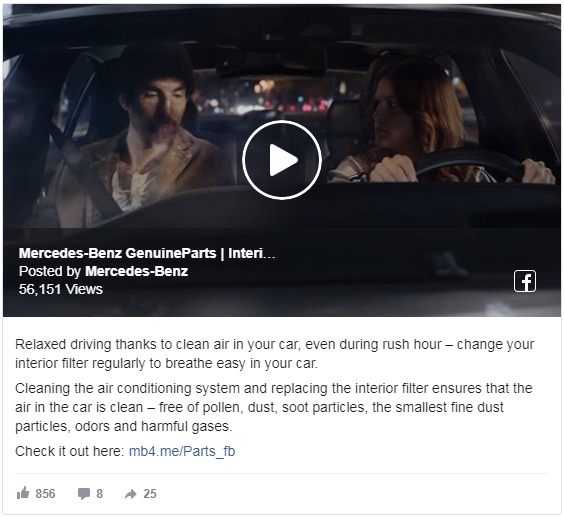 Mercedes-Benz GenuineParts | Interi...
Posted by Mercedes-Benz
56,151 Views
Relaxed driving thanks to clean air in your car, even during rush hour – change your
interior filter regularly to breathe easy in your car.
Cleaning the air conditioning system and replacing the interior filter ensures that the
air in the car is clean – free of pollen, dust, soot particles, the smallest fine dust
particles, odors and harmful gases.
Check it out here: mb4.me/Parts_fb
856 8 25